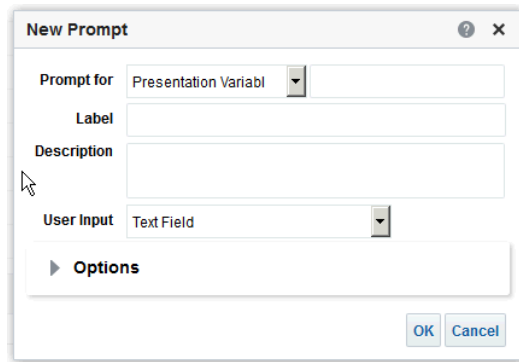 New Prompt
Prompt for Presentation Variabl
Label
Description
User Input Text Field
Options
OK Cancel